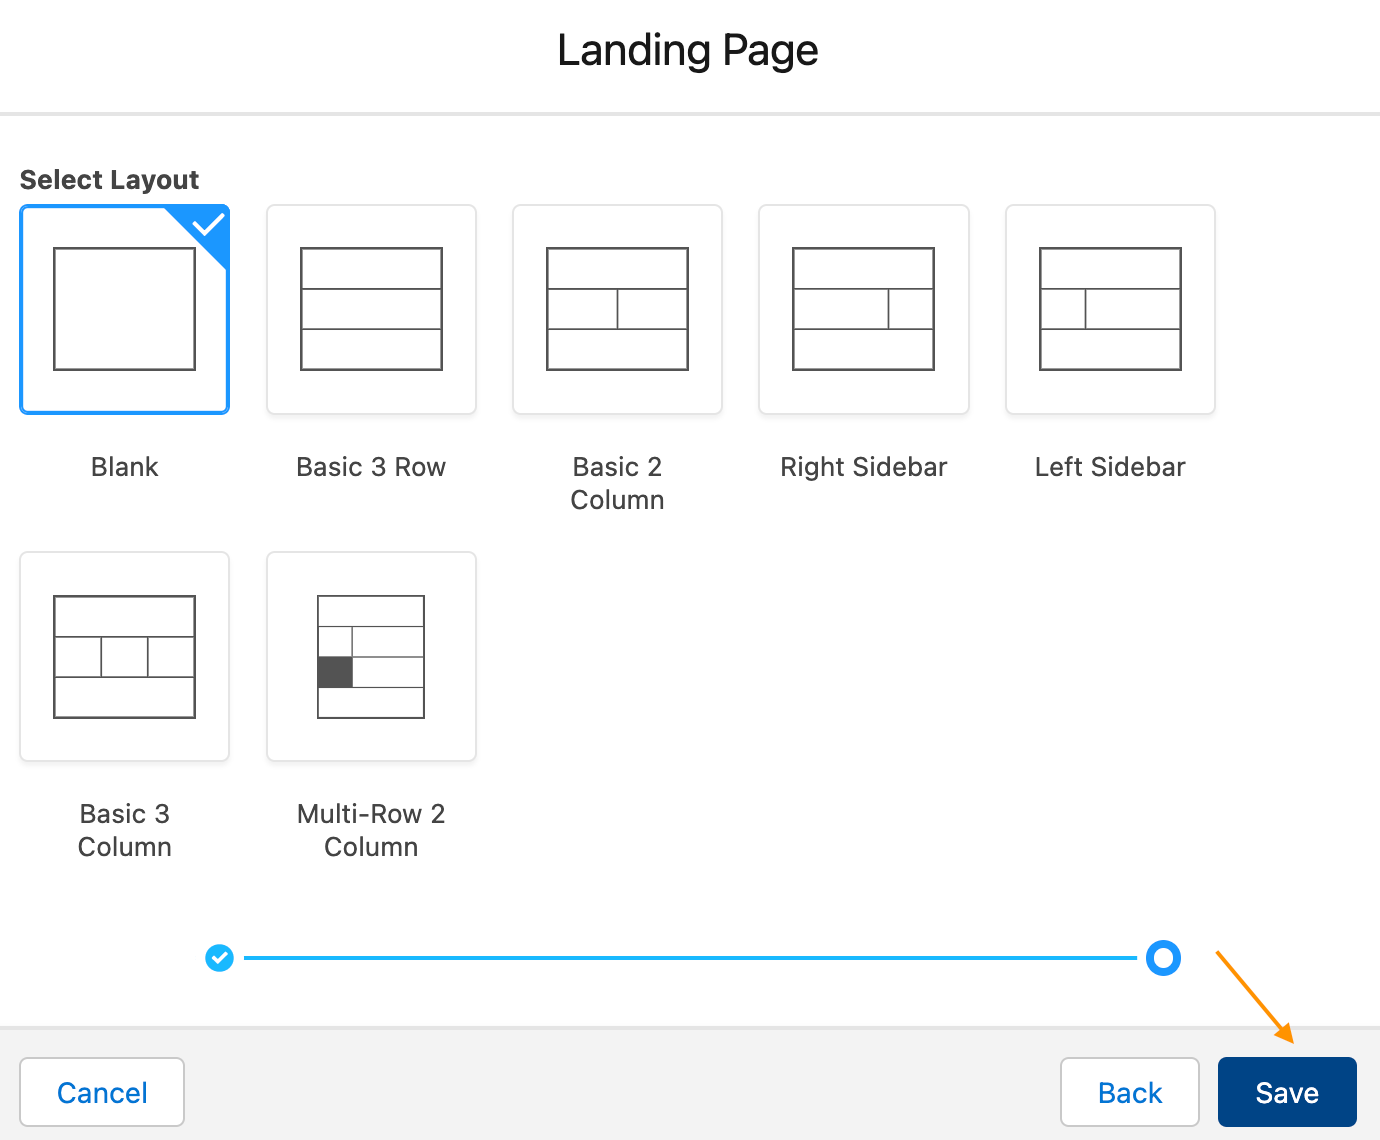 Landing Page
Select Layout
Blank
Basic 3 Row
Basic 2
Column
Right Sidebar
Left Sidebar
Basic 3
Column
Multi-Row 2
Column
Cancel
Back
Save